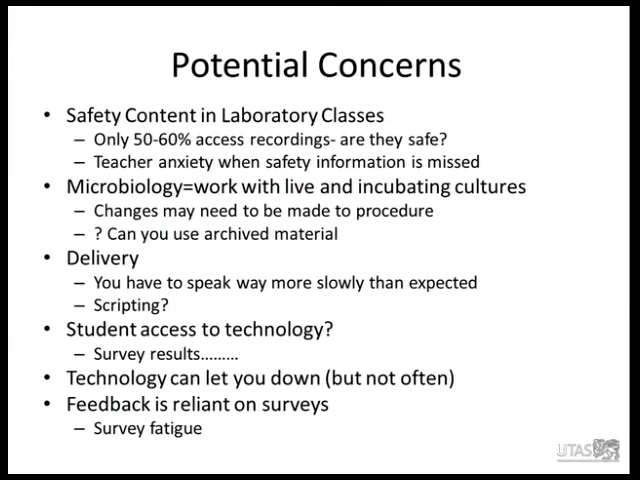 Potential Concerns
• Safety Content in Laboratory Classes
– Only 50-60% access recordings- are they safe?
– Teacher anxiety when safety information is missed
• Microbiology=work with live and incubating cultures
– Changes may need to be made to procedure
– ? Can you use archived material
• Delivery
– You have to speak way more slowly than expected
– Scripting?
• Student access to technology?
– Survey results.........
• Technology can let you down (but not often)
• Feedback is reliant on surveys
– Survey fatigue
UTAS